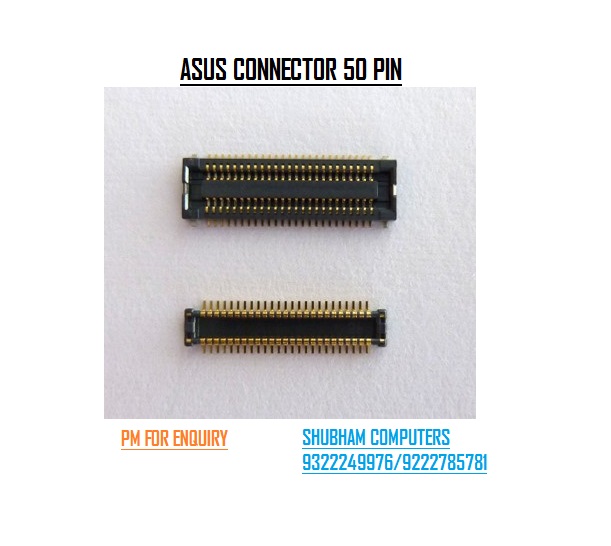 ASUS CONNECTOR 50 PIN
PM FOR ENQUIRY
SHUBHAM COMPUTERS
9322249976/9222785781